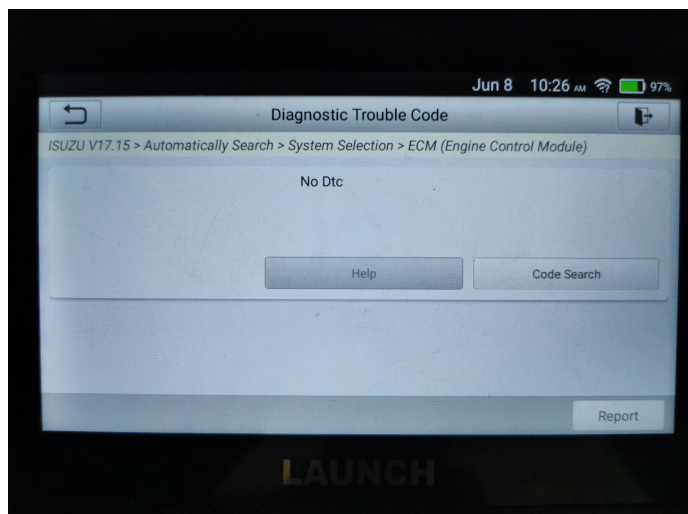 Jun 8 10:26 AM 97%
Diagnostic Trouble Code
ISUZU V17.15 > Automatically Search > System Selection > ECM (Engine Control Module)
No Dtc
Help Code Search
Report
LAUNCH